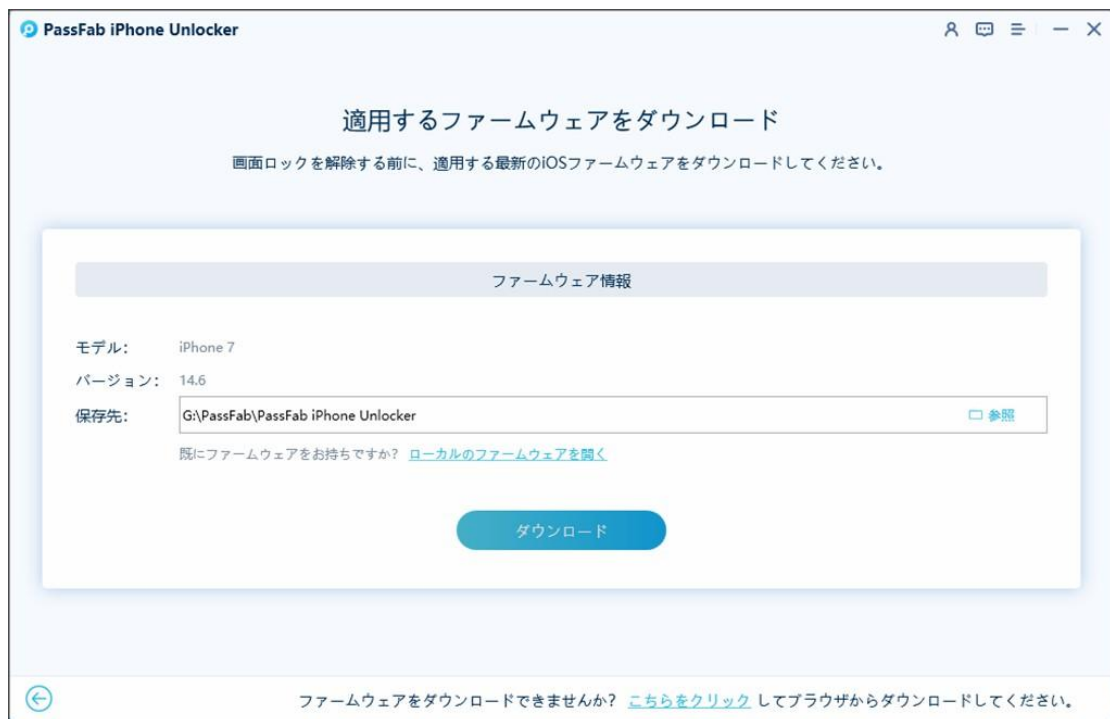 PassFab iPhone Unlocker
適用するファームウェアをダウンロード
画面ロックを解除する前に、適用する最新のiOSファームウェアをダウンロードしてください。
ファームウェア情報
モデル: iPhone 7
バージョン: 14.6
保存先: G:\PassFab\PassFab iPhone Unlocker 参照
既にファームウェアをお持ちですか? ローカルのファームウェアを開く
ダウンロード
ファームウェアをダウンロードできませんか? こちらをクリック してブラウザからダウンロードしてください。